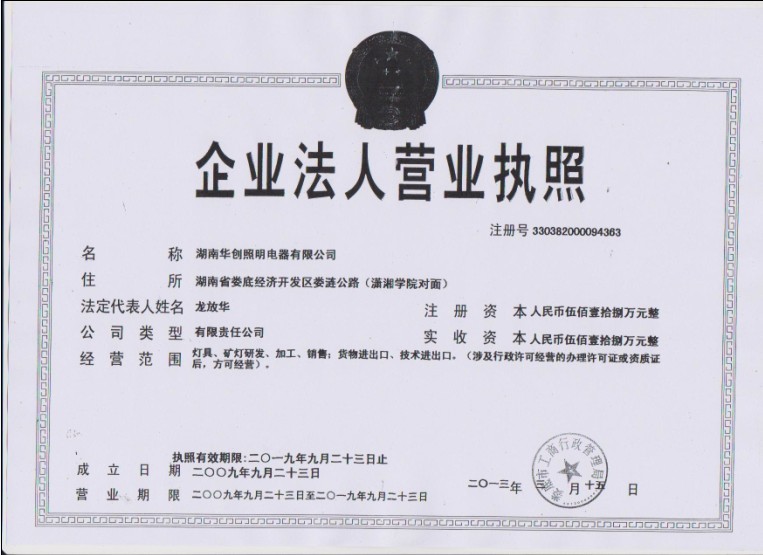 企业法人营业执照
注册号 330382000094363
名称 湖南华创照明电器有限公司
住所 湖南省娄底经济开发区娄涟公路（潇湘学院对面）
法定代表人姓名 龙放华
注册资本 人民币伍佰壹拾捌万元整
公司类型 有限责任公司
实收资本 人民币伍佰壹拾捌万元整
经营范围 灯具、矿灯研发、加工、销售；货物进出口、技术进出口。（涉及行政许可经营的办理许可证或资质证
后，方可经营）。
执照有效期限:二〇一九年九月二十三日止
成立日期 二〇〇九年九月二十三日
营业期限 二〇〇九年九月二十三日至二〇一九年九月二十三日
娄底市工商行政管理局
二〇一三年 月十五日